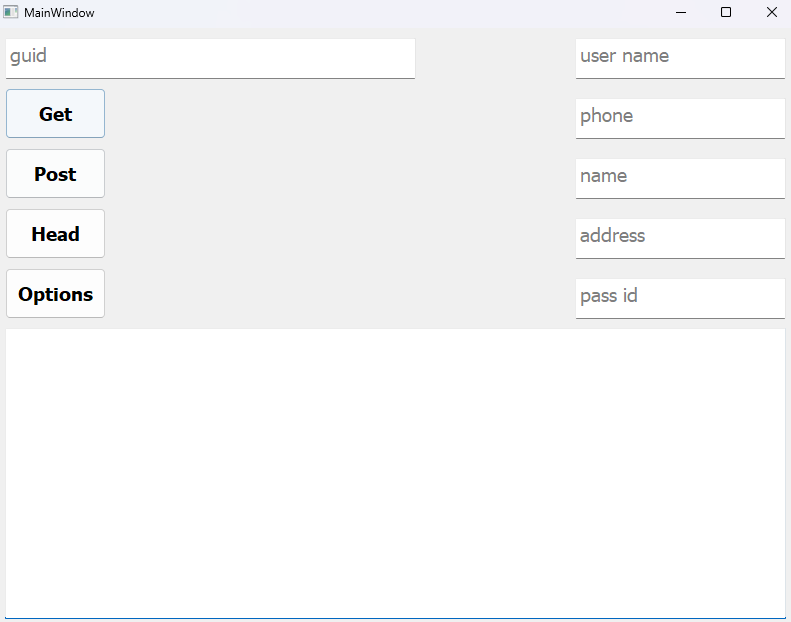 MainWindow
guid
user name
Get
phone
Post
name
Head
address
Options
pass id